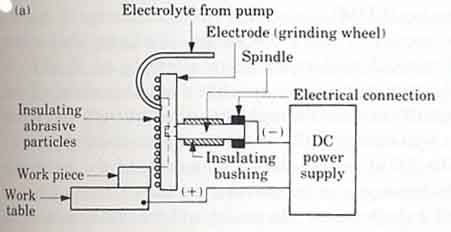 (a)
Electrolyte from pump
Electrode (grinding wheel)
Spindle
Electrical connection
Insulating
abrasive
particles
(−)
DC
power
supply
Insulating
bushing
Work piece
Work
table
(+)